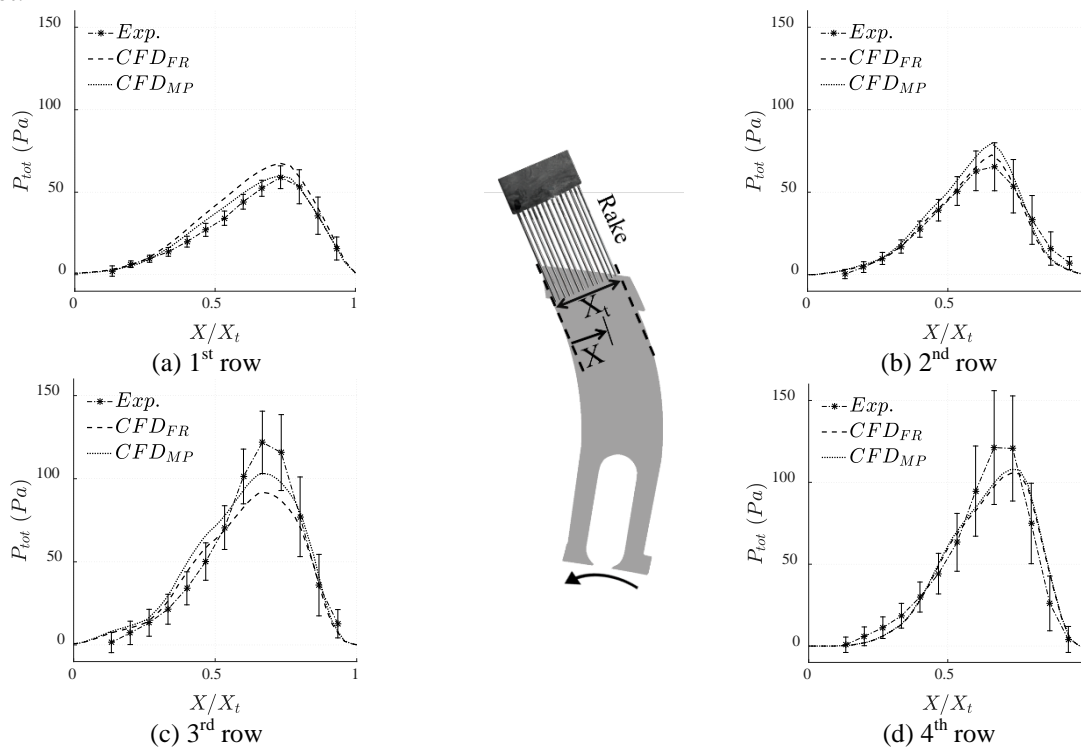 150
100
50
0
P_tot (Pa)
Exp.
CFD_FR
CFD_MP
0
0.5
1
X/X_t
(a) 1st row
150
100
50
0
P_tot (Pa)
Exp.
CFD_FR
CFD_MP
0
0.5
X/X_t
(b) 2nd row
Rake
X_t
X
150
100
50
0
P_tot (Pa)
Exp.
CFD_FR
CFD_MP
0
0.5
1
X/X_t
(c) 3rd row
150
100
50
0
P_tot (Pa)
Exp.
CFD_FR
CFD_MP
0
0.5
X/X_t
(d) 4th row